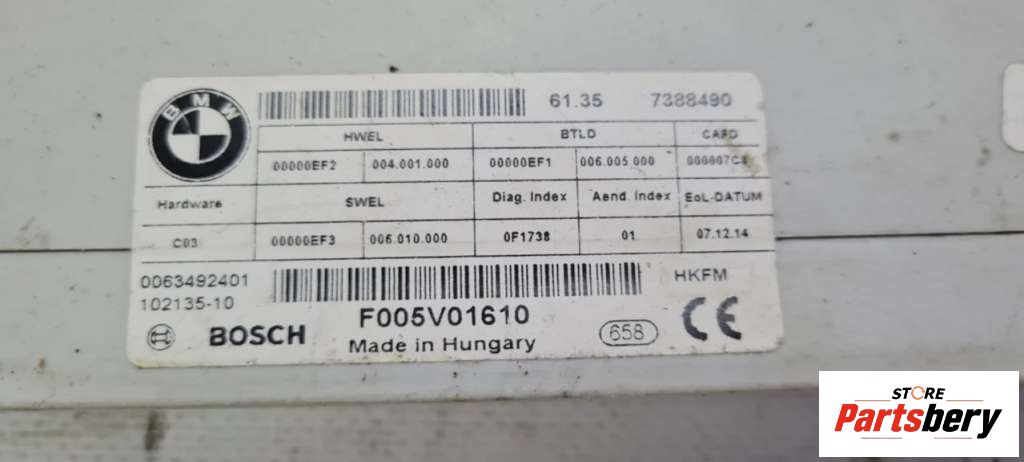 BMW
61.35 7388490
HWEL BTLD CAFD
00000EF2 004.001.000 00000EF1 006.005.000
Hardware SWEL Diag. Index Aend. Index EoL-DATUM
C03 00000EF3 006.010.000 0F1738 01 07.12.14
0063492401 HKFM
102135-10
F005V01610
BOSCH Made in Hungary 658 CE
STORE
Partsbery